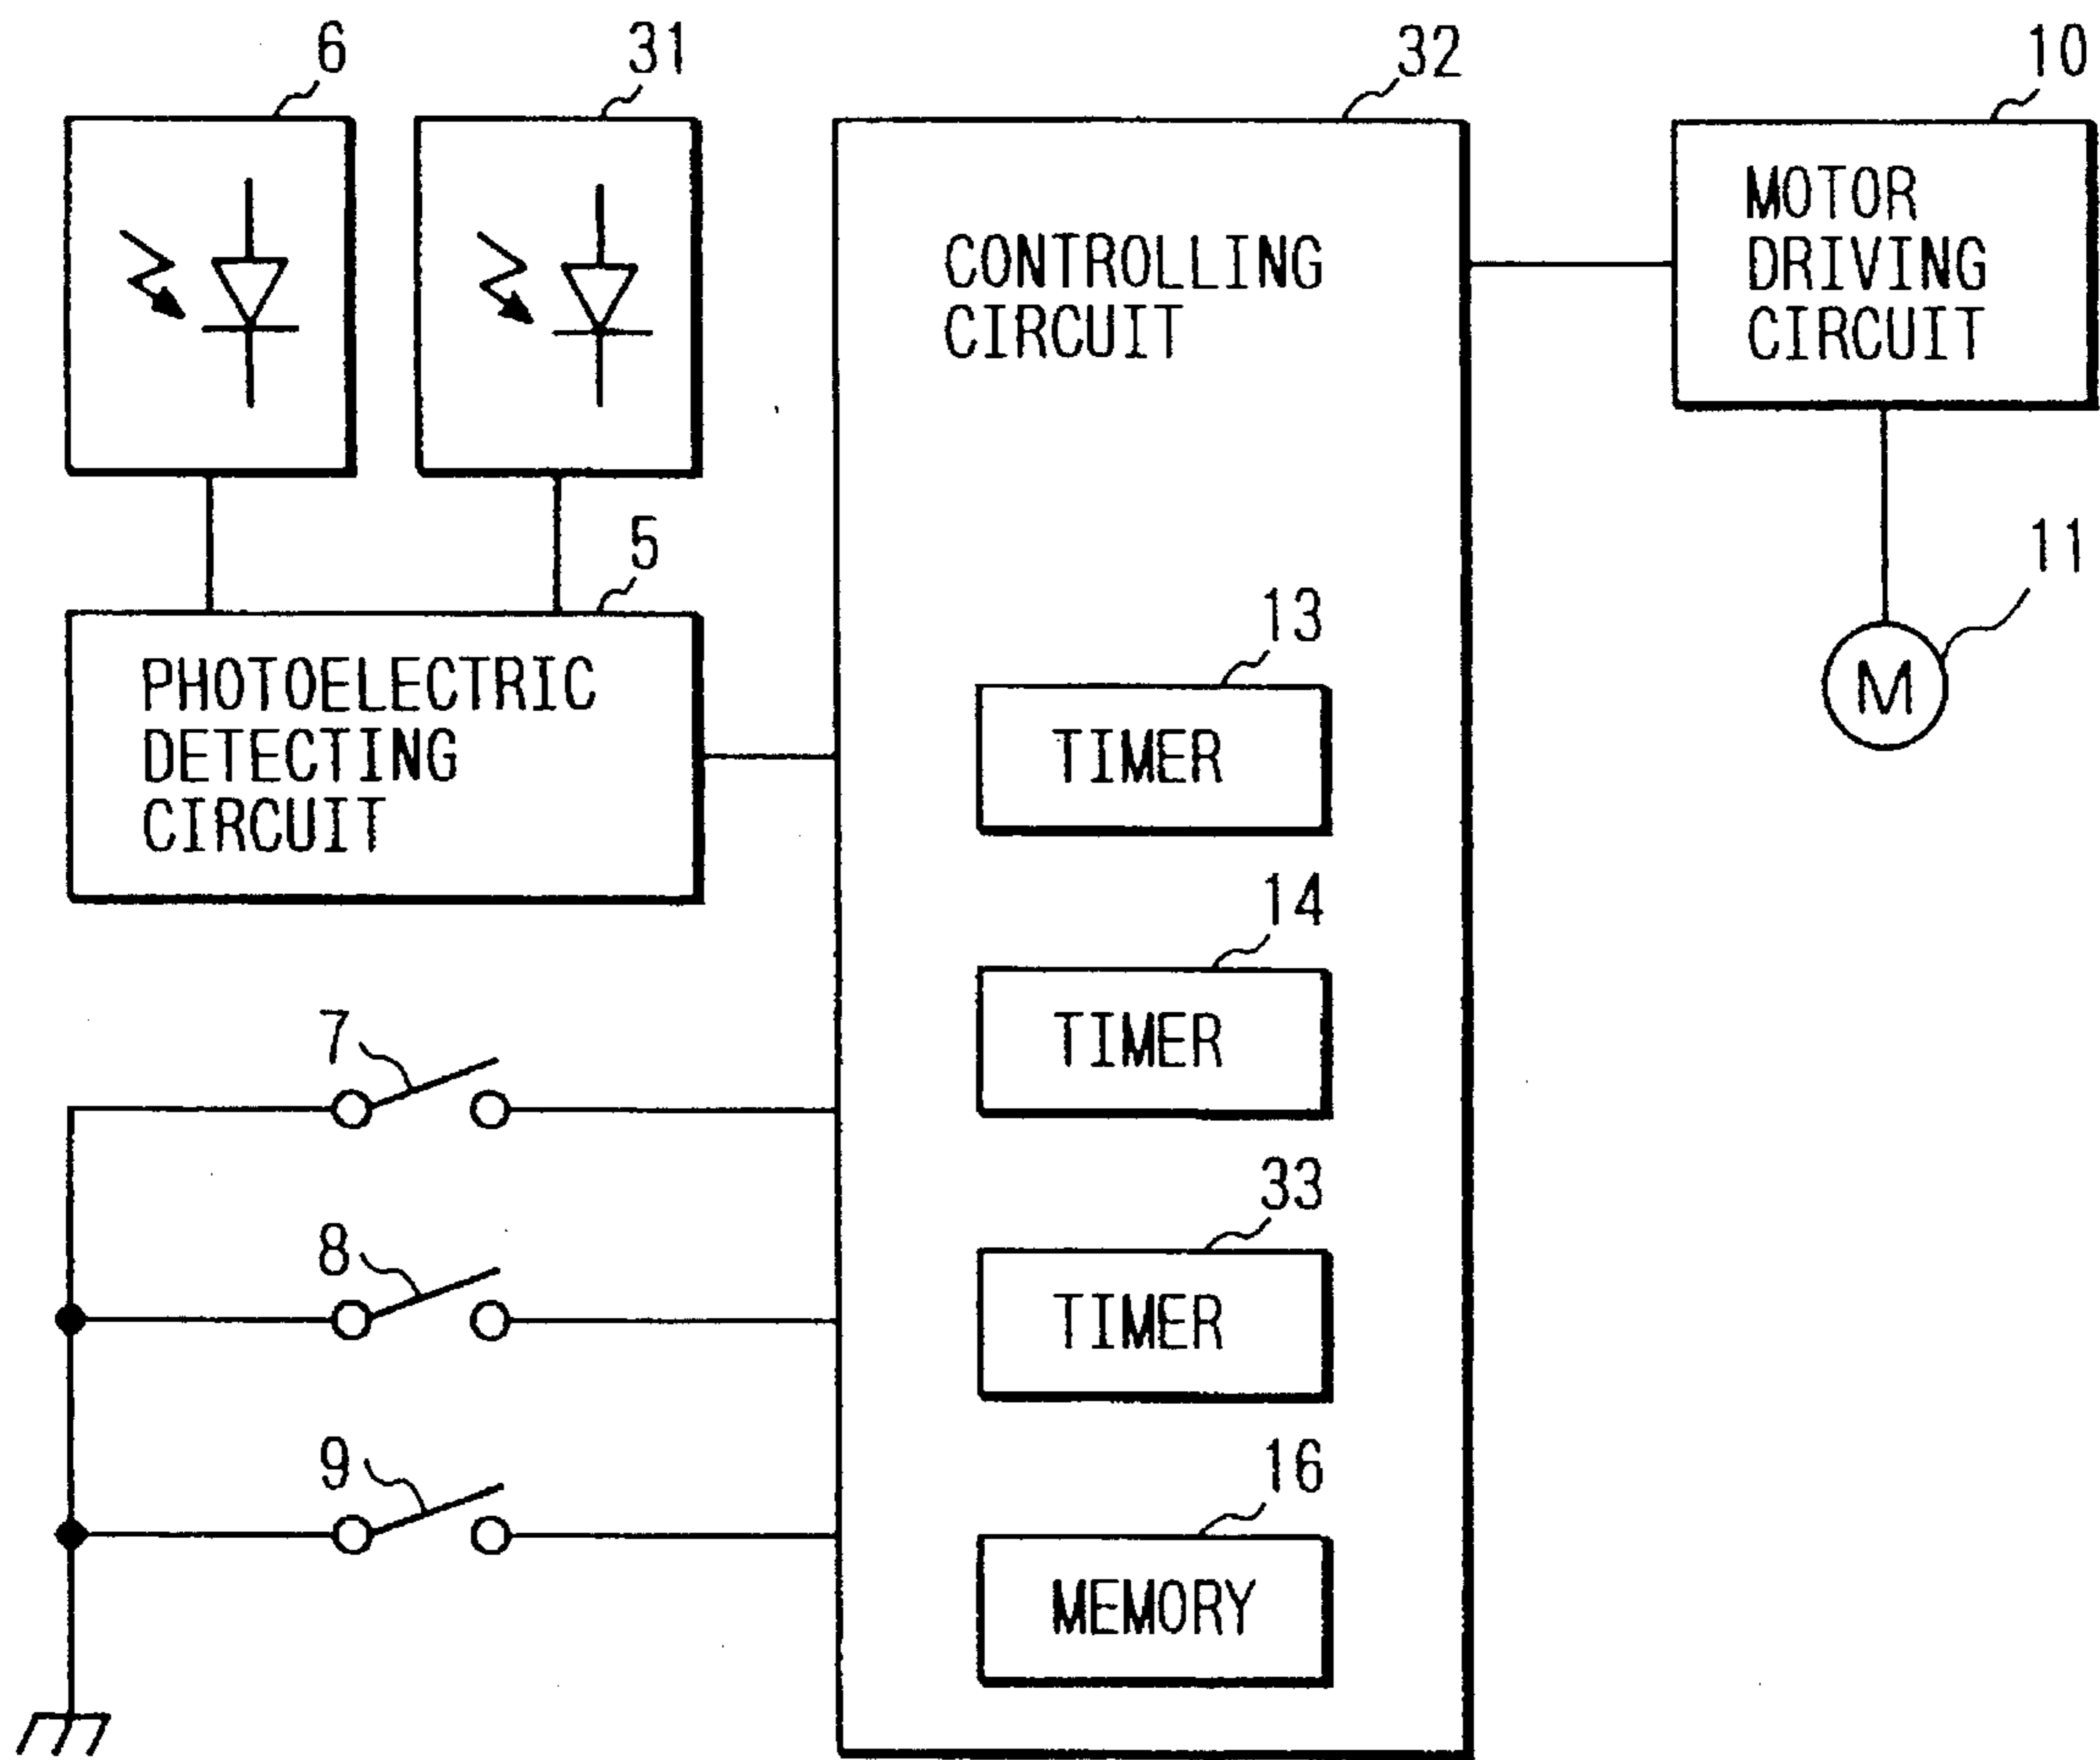 6
31
32
10
CONTROLLING
CIRCUIT
MOTOR
DRIVING
CIRCUIT
5
PHOTOELECTRIC
DETECTING
CIRCUIT
11
M
13
TIMER
14
TIMER
7
33
TIMER
8
16
MEMORY
9